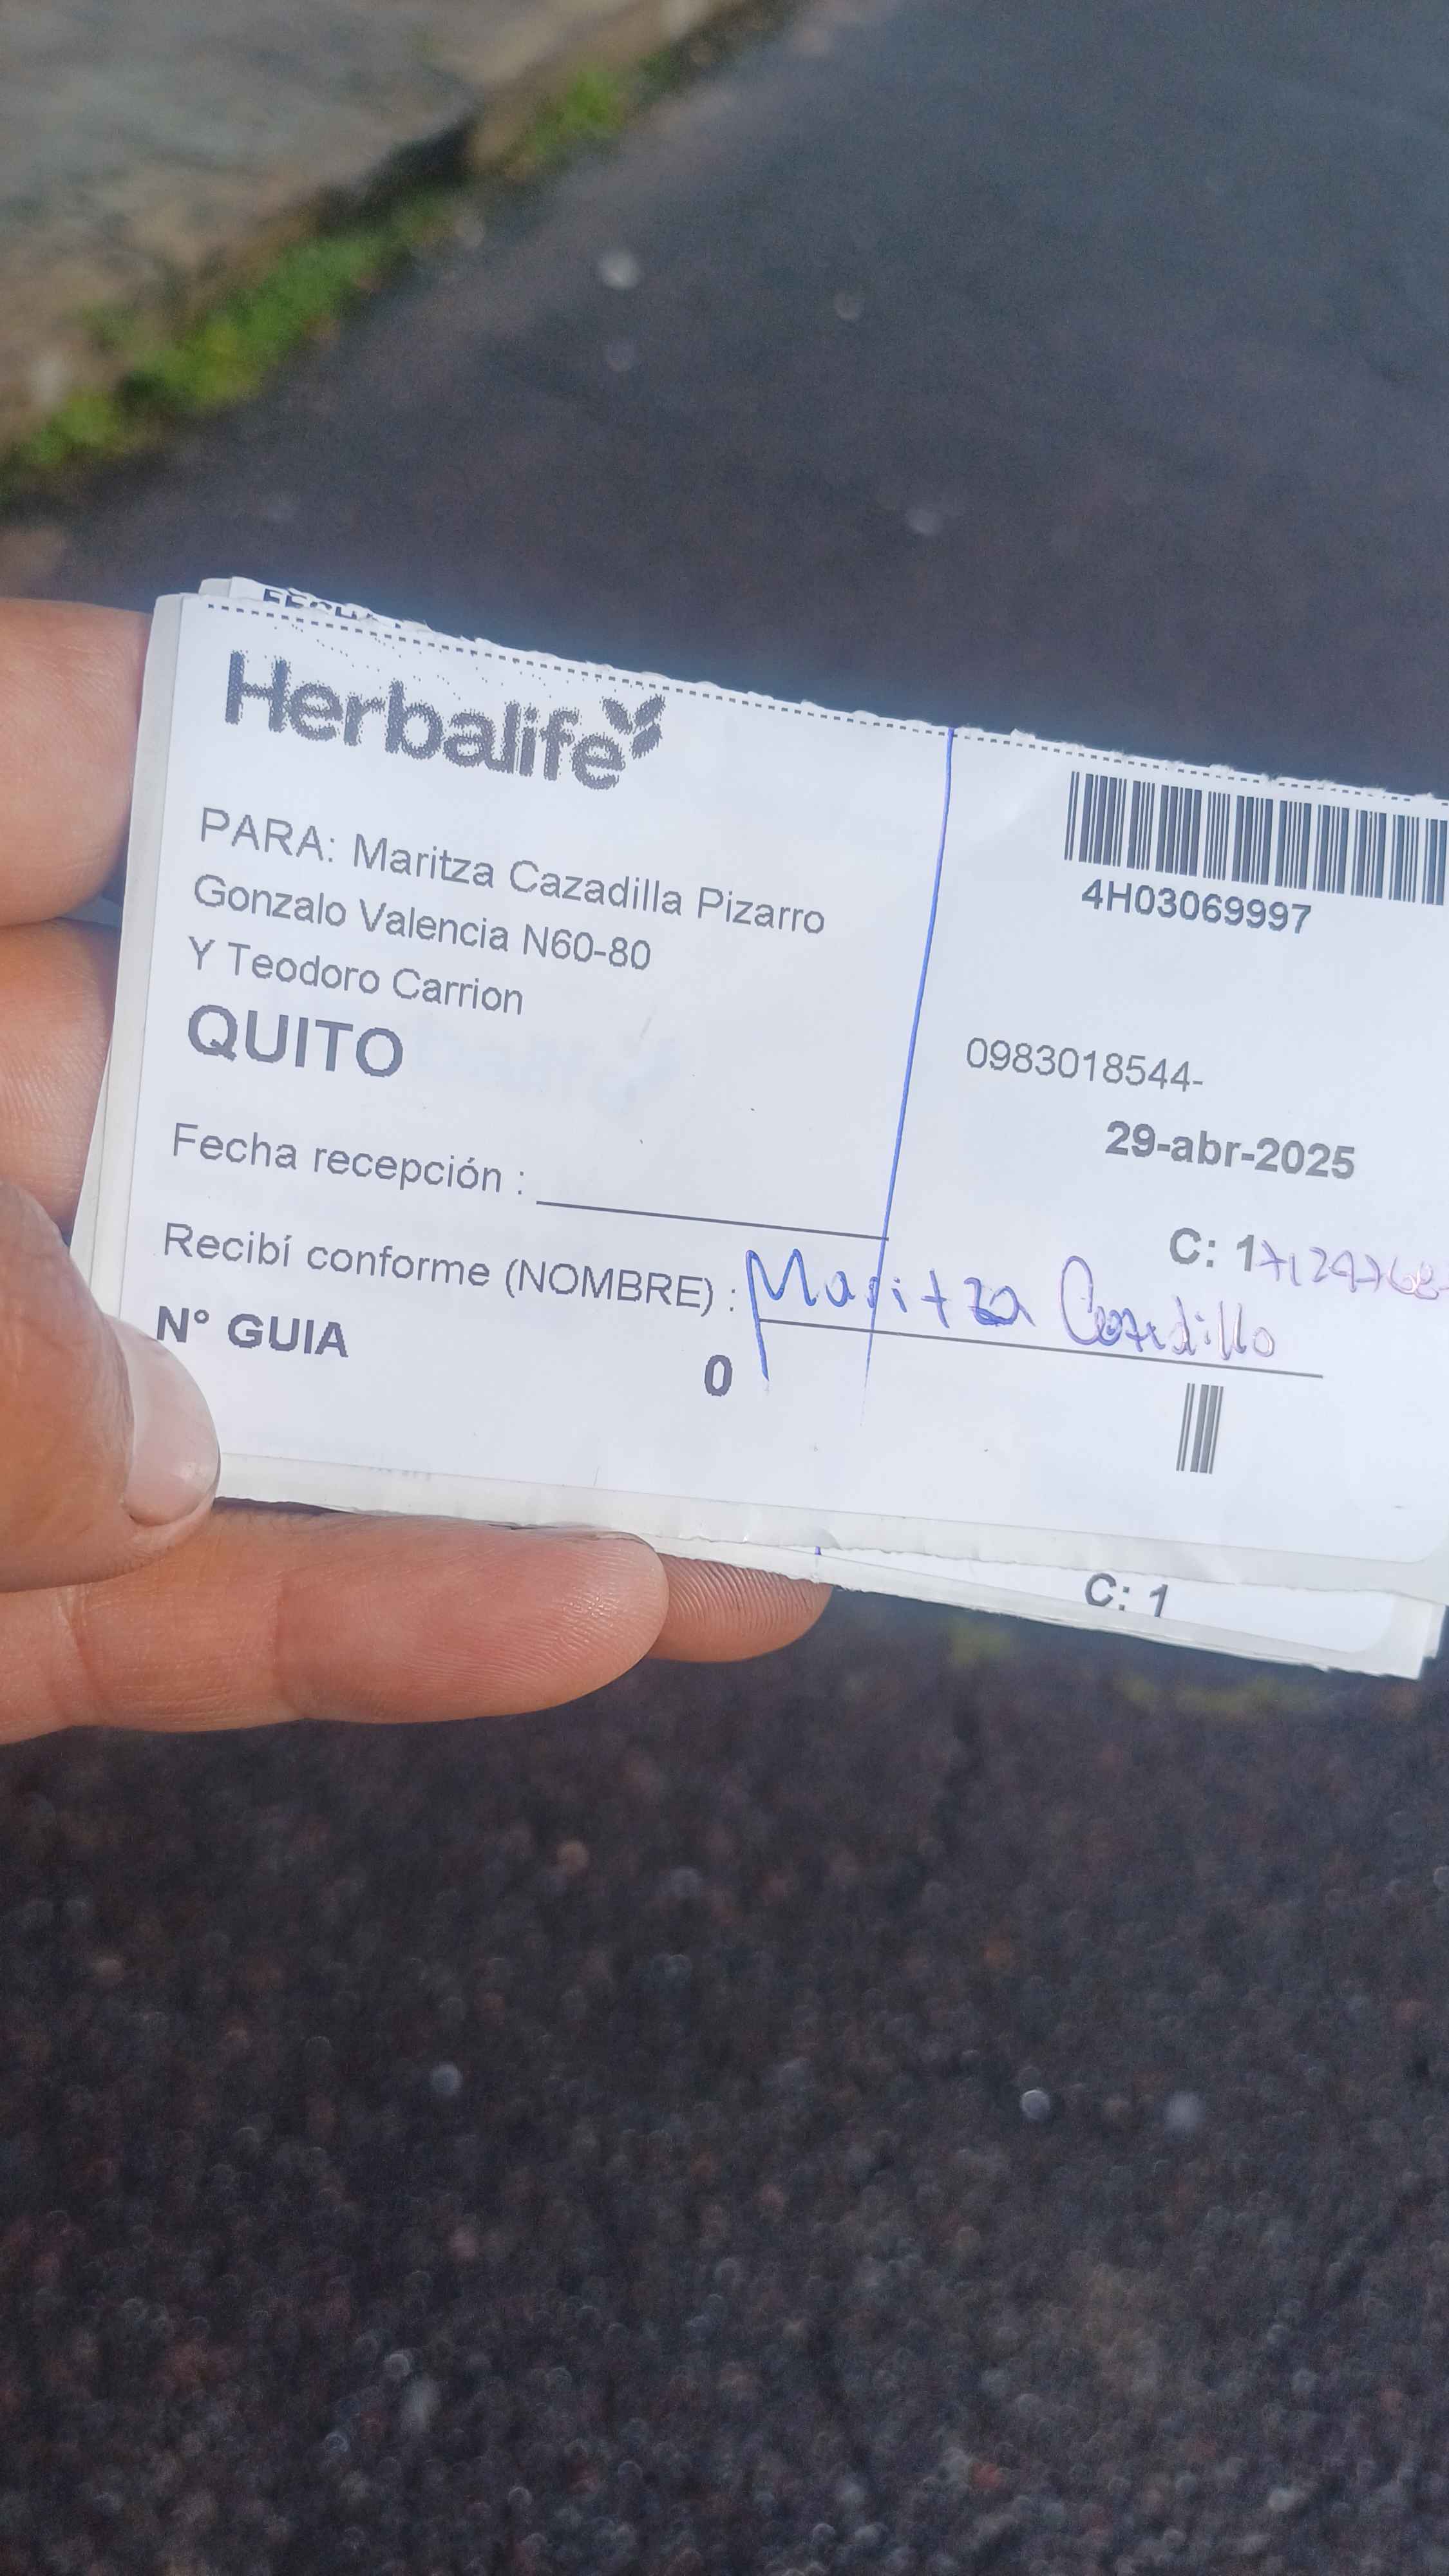 Herbalife
PARA: Maritza Cazadilla Pizarro
Gonzalo Valencia N60-80
Y Teodoro Carrion
QUITO
4H03069997
0983018544-
29-abr-2025
Fecha recepción :
C: 1
Recibí conforme (NOMBRE) : Maritza Cazadilla
N° GUIA 0
C: 1